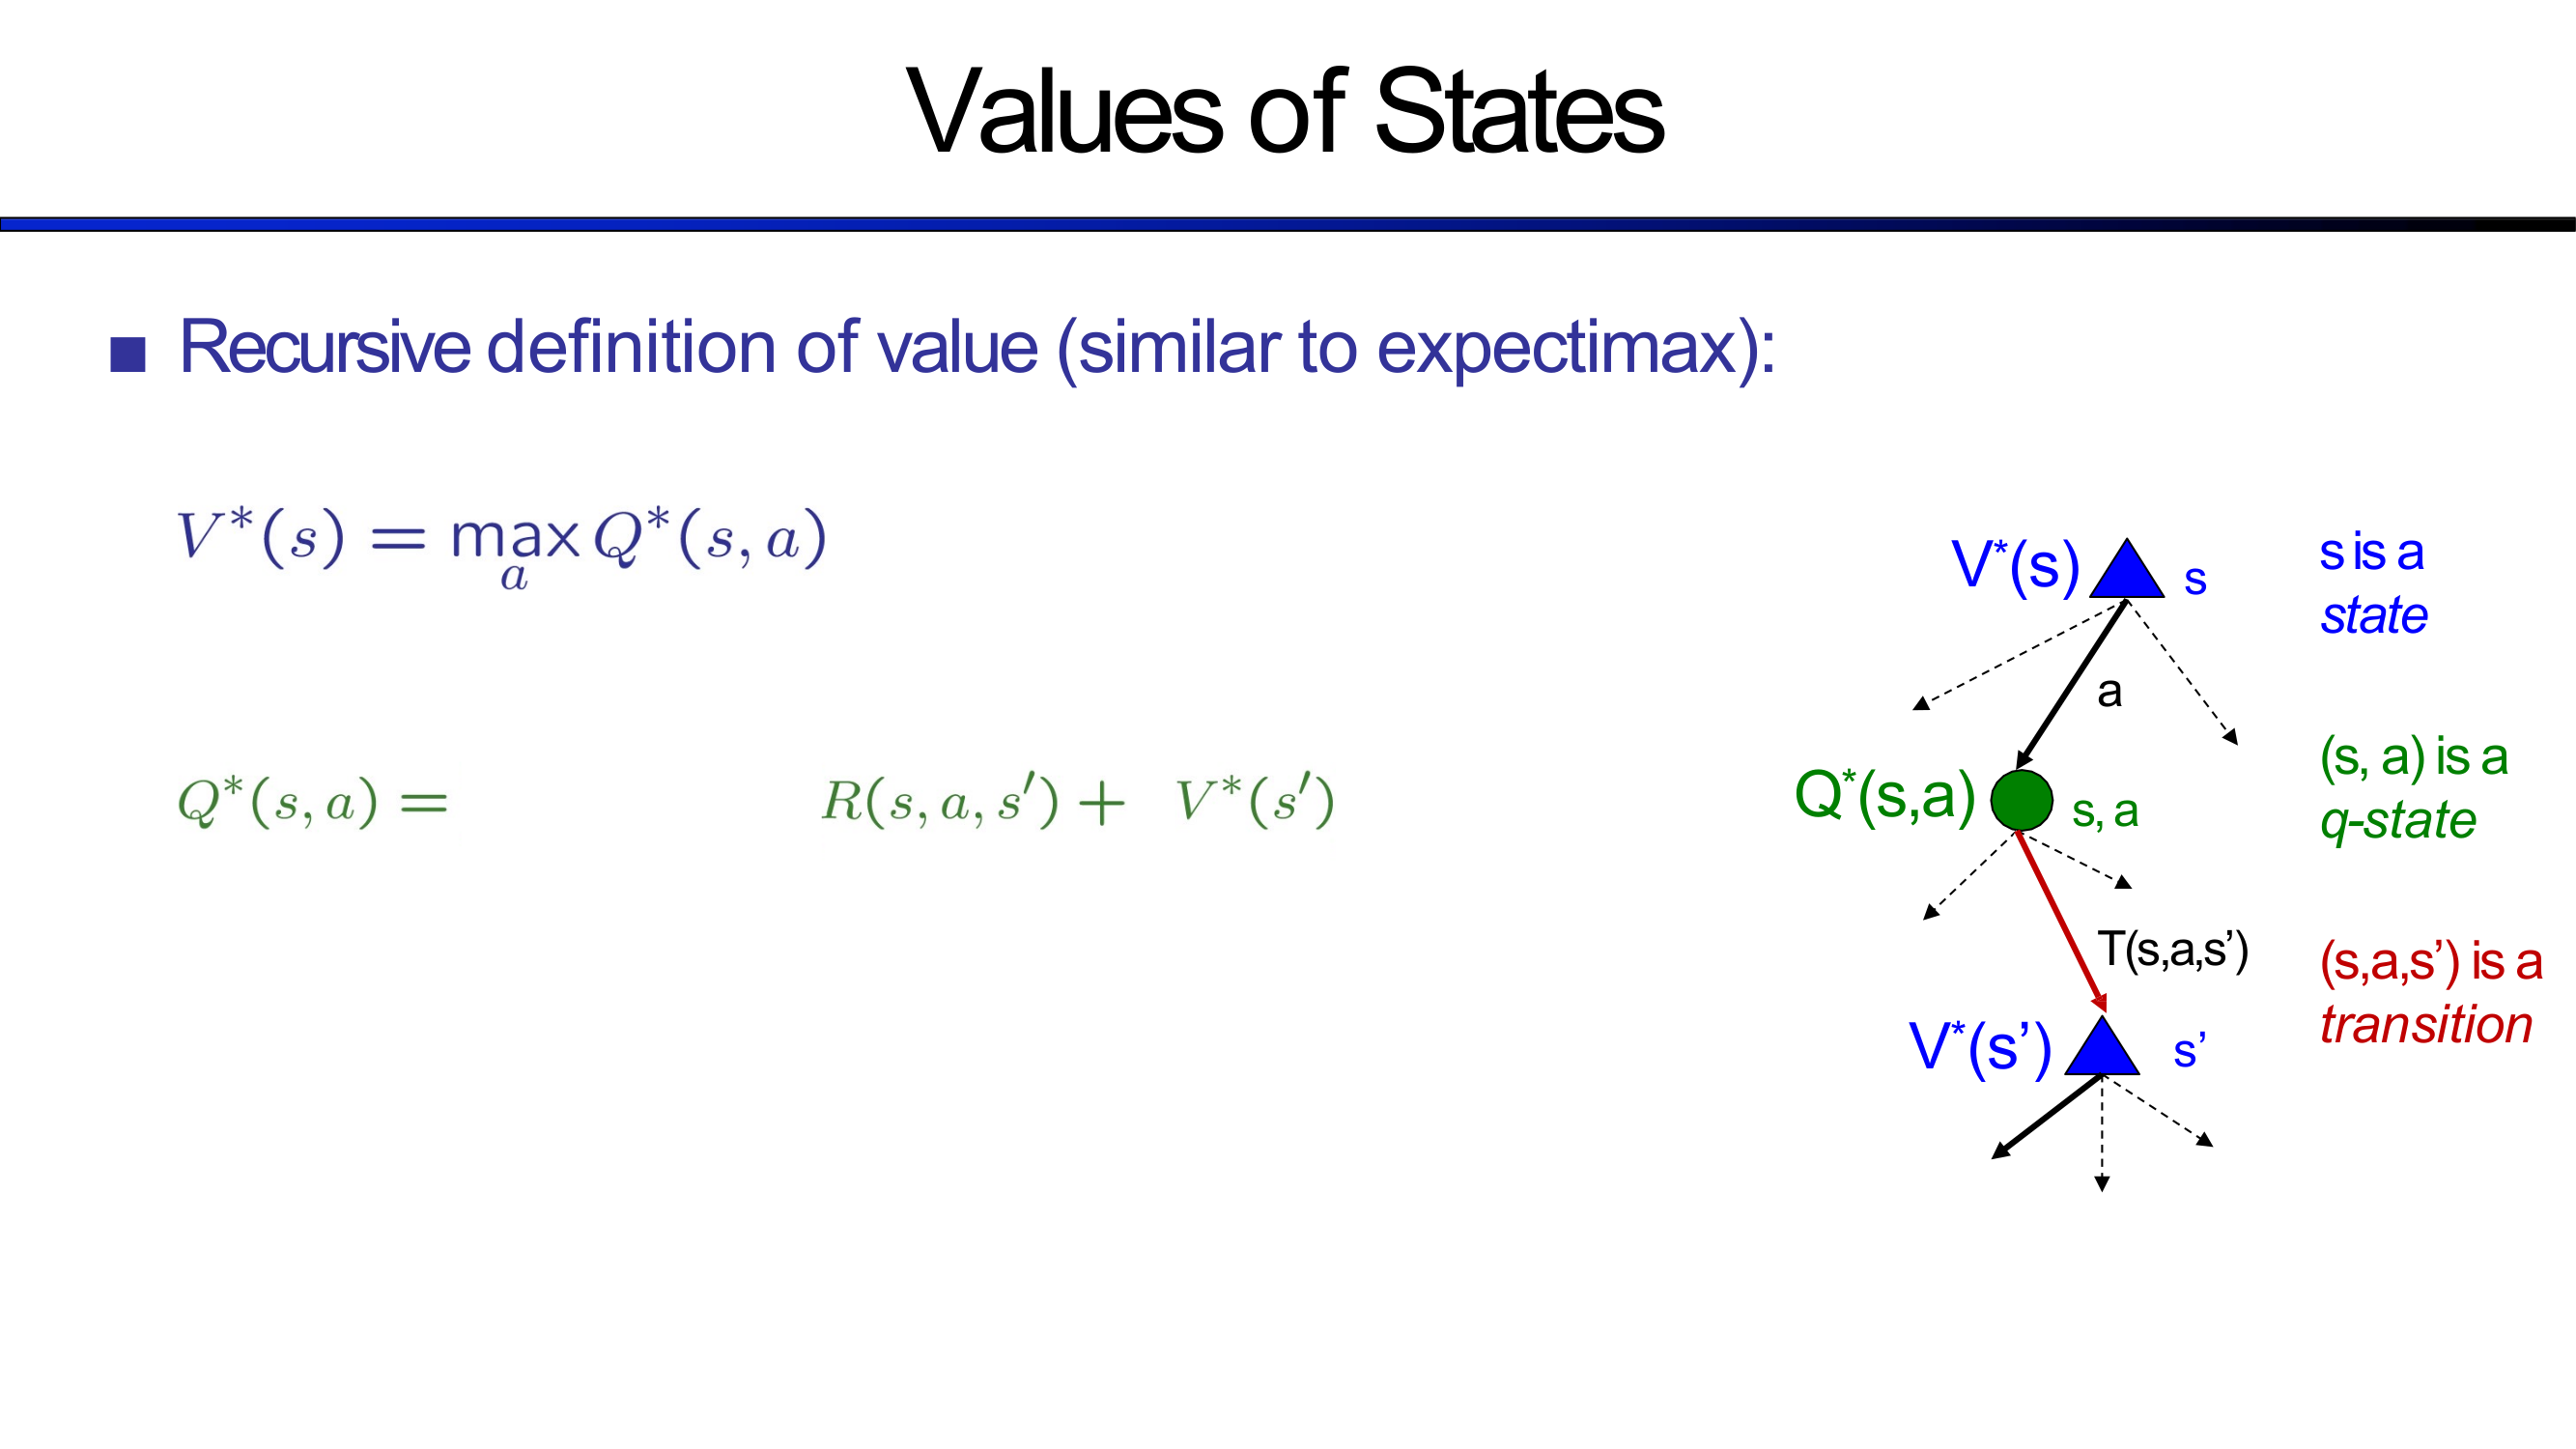 Values of States
■ Recursive definition of value (similar to expectimax):
V*(s) = max_a Q*(s, a)
Q*(s, a) = R(s, a, s′) + V*(s′)
V*(s) s
a
Q*(s,a) s, a
T(s,a,s’)
V*(s’) s’
s is a
state
(s, a) is a
q-state
(s,a,s’) is a
transition